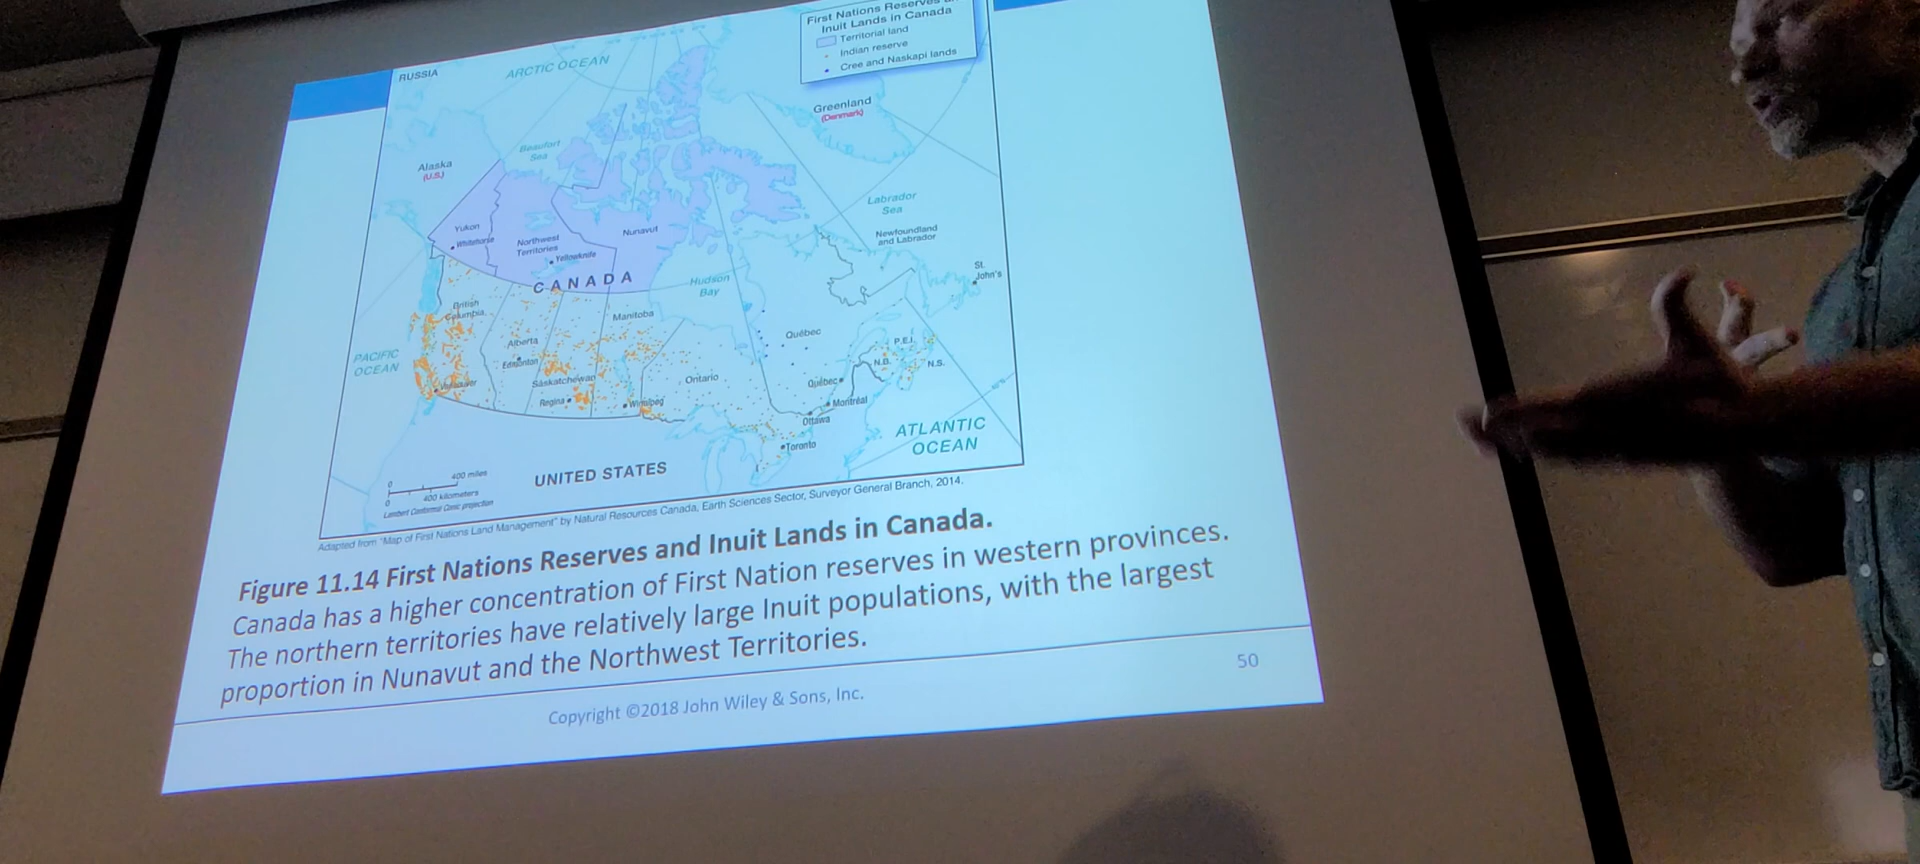 First Nations Reserves
Inuit Lands in Canada
Territorial land
Indian reserve
Cree and Naskapi lands
RUSSIA
ARCTIC OCEAN
Greenland
(Denmark)
Beaufort
Sea
Alaska
(U.S.)
Labrador
Sea
Yukon
Whitehorse
Northwest
Territories
Yellowknife
Nunavut
Newfoundland
and Labrador
St.
John's
CANADA
Hudson
Bay
British
Columbia
Manitoba
Alberta
Edmonton
Québec
P.E.I.
N.B.
N.S.
PACIFIC
OCEAN
Vancouver
Saskatchewan
Regina
Winnipeg
Ontario
Québec
Montréal
Ottawa
Toronto
ATLANTIC
OCEAN
UNITED STATES
0 400 miles
0 400 kilometers
Lambert Conformal Conic projection
Adapted from "Map of First Nations Land Management" by Natural Resources Canada, Earth Sciences Sector, Surveyor General Branch, 2014.
Figure 11.14 First Nations Reserves and Inuit Lands in Canada.
Canada has a higher concentration of First Nation reserves in western provinces.
The northern territories have relatively large Inuit populations, with the largest
proportion in Nunavut and the Northwest Territories.
Copyright ©2018 John Wiley & Sons, Inc.
50